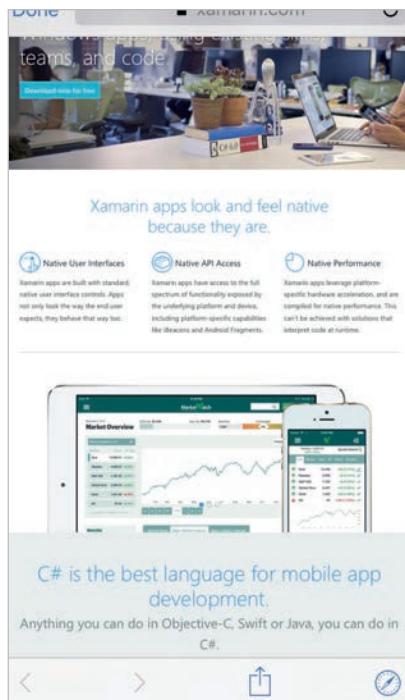 Done
xamarin.com
Windows apps, using existing skills,
teams, and code.
Download now for free
Xamarin apps look and feel native
because they are.
Native User Interfaces
Xamarin apps are built with standard,
native user interface controls. Apps
not only look the way the end user
expects, they behave that way too.
Native API Access
Xamarin apps have access to the full
spectrum of functionality exposed by
the underlying platform and device,
including platform-specific capabilities
like iBeacons and Android Fragments.
Native Performance
Xamarin apps leverage platform-
specific hardware acceleration, and are
compiled for native performance. This
can't be achieved with solutions that
interpret code at runtime.
Market Overview
C# is the best language for mobile app
development.
Anything you can do in Objective-C, Swift or Java, you can do in
C#.